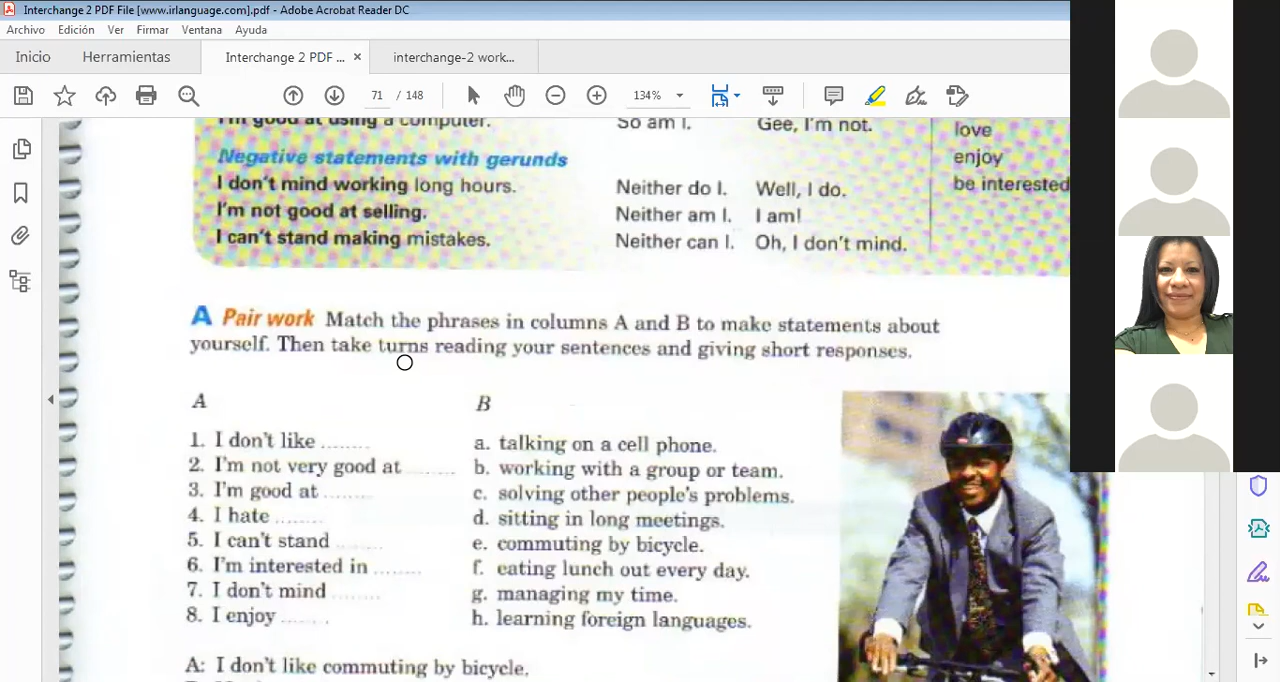 Interchange 2 PDF File [www.irlanguage.com].pdf - Adobe Acrobat Reader DC
Archivo Edición Ver Firmar Ventana Ayuda
Inicio Herramientas Interchange 2 PDF ... × interchange-2 work...
71 / 148 134%
I'm good at using a computer. So am I. Gee, I'm not. love
Negative statements with gerunds enjoy
I don't mind working long hours. Neither do I. Well, I do. be interested
I'm not good at selling. Neither am I. I am!
I can't stand making mistakes. Neither can I. Oh, I don't mind.
A Pair work Match the phrases in columns A and B to make statements about
yourself. Then take turns reading your sentences and giving short responses.
A B
1. I don't like ........ a. talking on a cell phone.
2. I'm not very good at ........ b. working with a group or team.
3. I'm good at ........ c. solving other people's problems.
4. I hate ........ d. sitting in long meetings.
5. I can't stand ........ e. commuting by bicycle.
6. I'm interested in ........ f. eating lunch out every day.
7. I don't mind ........ g. managing my time.
8. I enjoy ........ h. learning foreign languages.
A: I don't like commuting by bicycle.